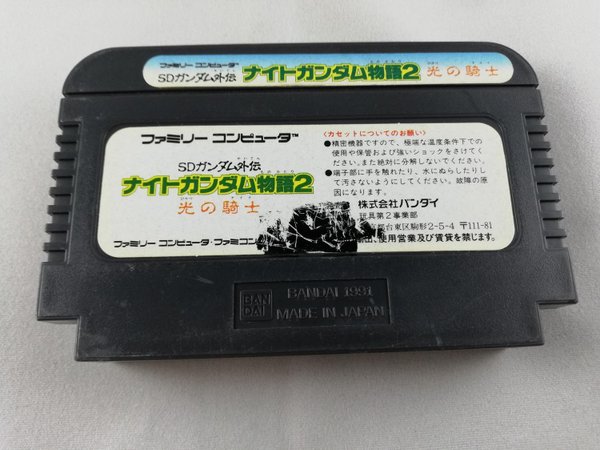 ファミリー コンピュータ
SDガンダム外伝 ナイトガンダム物語2 光の騎士
ファミリー コンピュータ™
SDガンダム外伝
ナイトガンダム物語2
光の騎士
ファミリー コンピュータ・ファミコン
〈カセットについてのお願い〉
●精密機器ですので、極端な温度条件下での
使用や保管および強いショックをさけてく
ださい。また絶対に分解しないでください。
●端子部に手を触れたり、水にぬらしたりし
て汚さないようにしてください。故障の原
因になります。
株式会社バンダイ
玩具第2事業部
台東区駒形2-5-4 〒111-81
使用営業及び賃貸を禁じます。
BAN
DAI
BANDAI 1991
MADE IN JAPAN